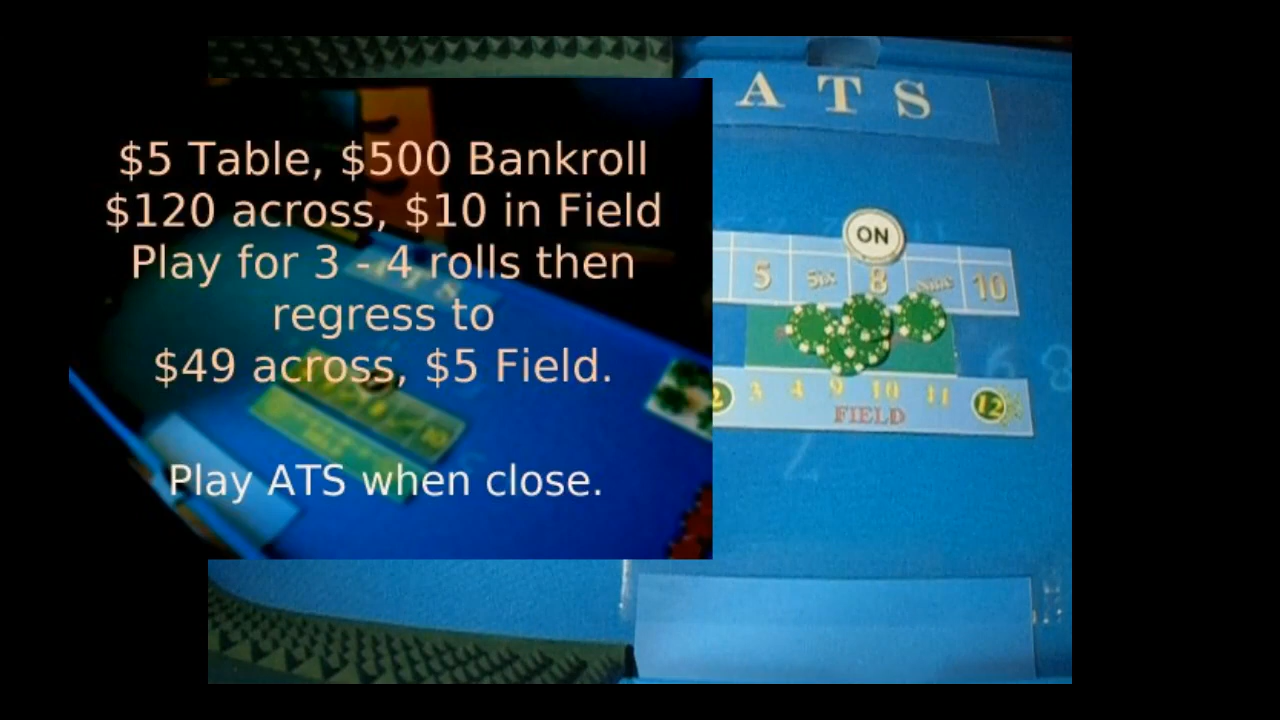 $5 Table, $500 Bankroll
$120 across, $10 in Field
Play for 3 - 4 rolls then
regress to
$49 across, $5 Field.
Play ATS when close.
A T S
ON
5 Six 8 Nine 10
2 3 4 9 10 11 12
FIELD